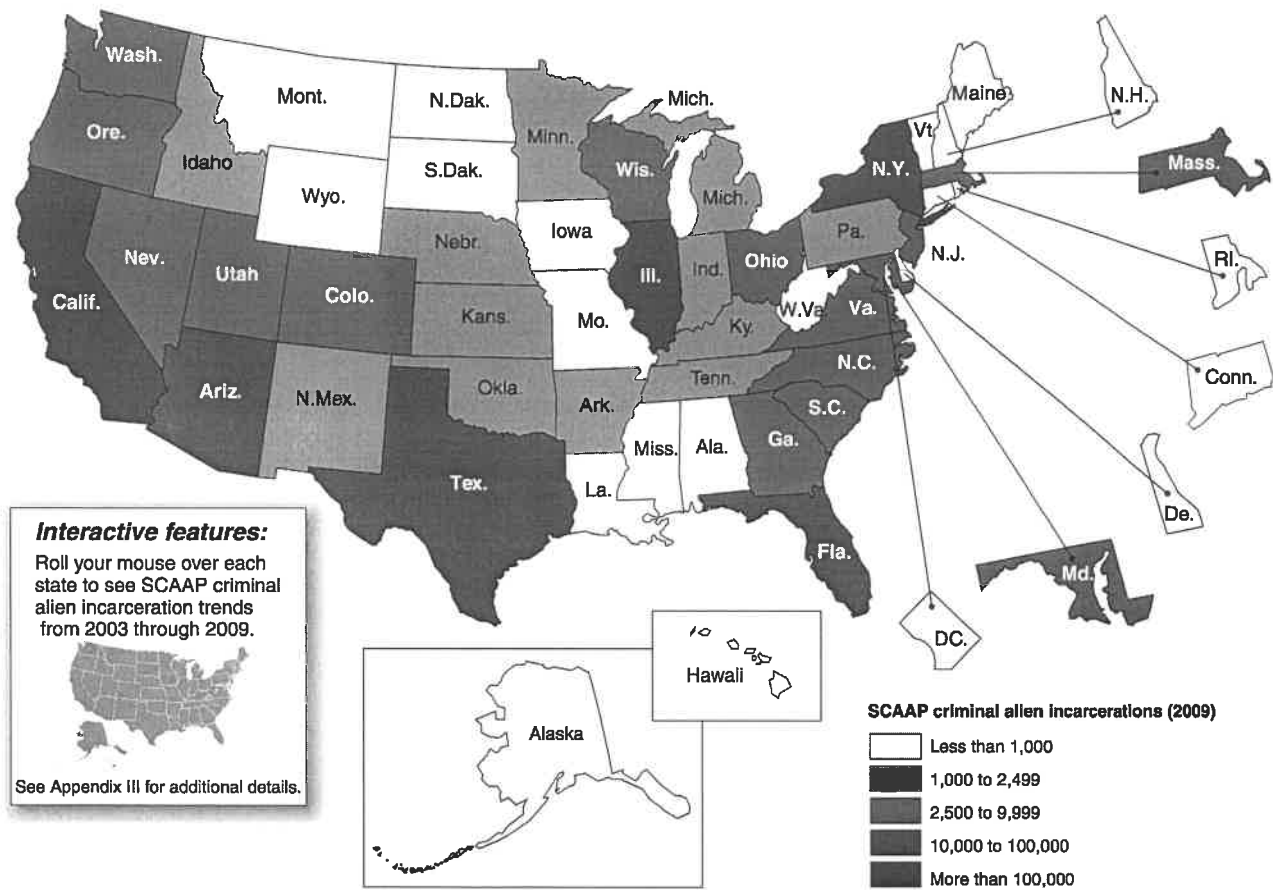 Wash.
Mont.
N.Dak.
Minn.
Mich.
Maine
N.H.
Vt
Ore.
Idaho
S.Dak.
Wis.
N.Y.
Mass.
Wyo.
Mich.
Iowa
Nebr.
Pa.
Nev.
Utah
Colo.
Ill.
Ind.
Ohio
N.J.
RI.
Calif.
Kans.
Mo.
W.Va
Va.
Ky.
Conn.
Ariz.
N.Mex.
Okla.
Ark.
Tenn.
N.C.
S.C.
Tex.
La.
Miss.
Ala.
Ga.
De.
Fla.
Md.
DC.
Interactive features:
Roll your mouse over each
state to see SCAAP criminal
alien incarceration trends
from 2003 through 2009.
See Appendix III for additional details.
Alaska
Hawaii
SCAAP criminal alien incarcerations (2009)
Less than 1,000
1,000 to 2,499
2,500 to 9,999
10,000 to 100,000
More than 100,000